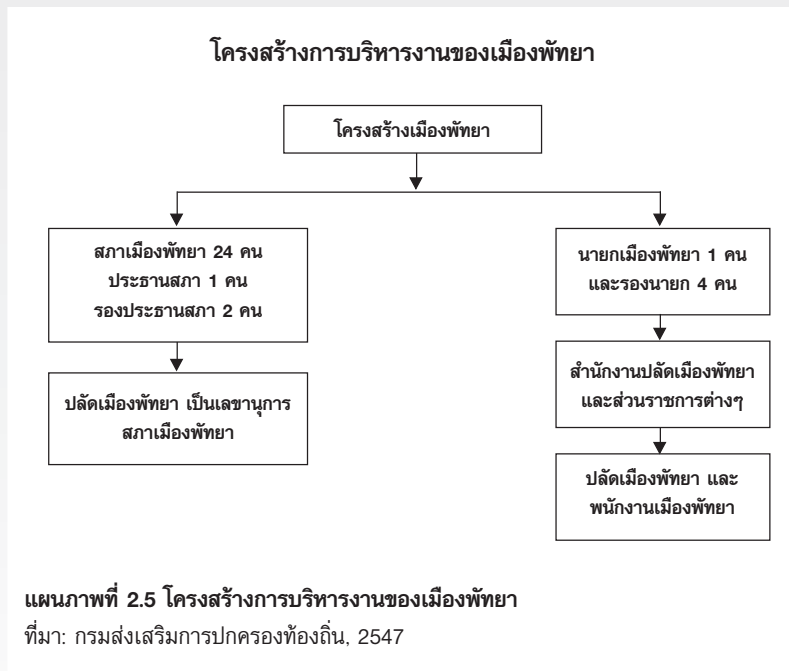 โครงสร้างการบริหารงานของเมืองพัทยา
โครงสร้างเมืองพัทยา
สภาเมืองพัทยา 24 คน
ประธานสภา 1 คน
รองประธานสภา 2 คน
ปลัดเมืองพัทยา เป็นเลขานุการ
สภาเมืองพัทยา
นายกเมืองพัทยา 1 คน
และรองนายก 4 คน
สำนักงานปลัดเมืองพัทยา
และส่วนราชการต่างๆ
ปลัดเมืองพัทยา และ
พนักงานเมืองพัทยา
แผนภาพที่ 2.5 โครงสร้างการบริหารงานของเมืองพัทยา
ที่มา: กรมส่งเสริมการปกครองท้องถิ่น, 2547